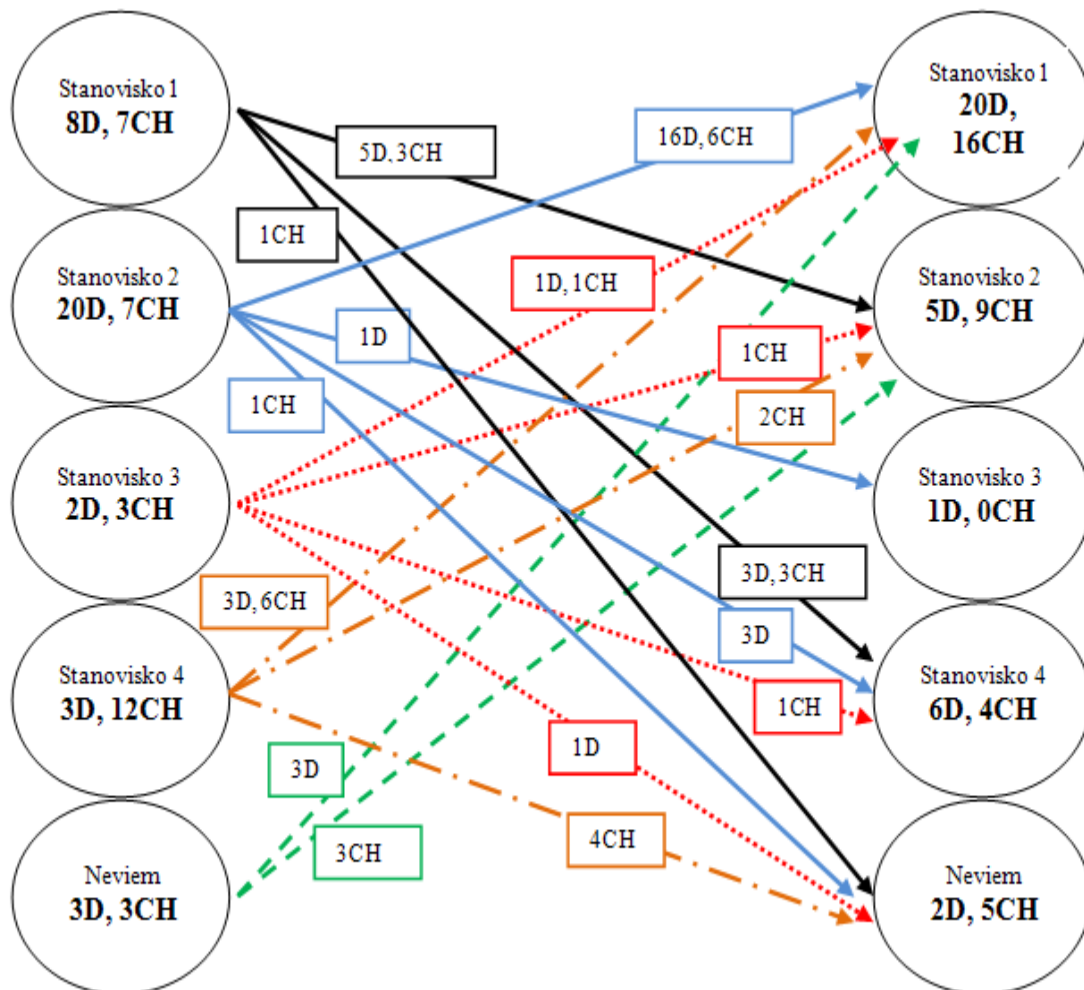 Stanovisko 1
8D, 7CH
Stanovisko 2
20D, 7CH
Stanovisko 3
2D, 3CH
Stanovisko 4
3D, 12CH
Neviem
3D, 3CH
5D, 3CH
1CH
16D, 6CH
1D, 1CH
1D
1CH
1CH
2CH
3D, 6CH
3D, 3CH
3D
1CH
1D
3D
3CH
4CH
Stanovisko 1
20D,
16CH
Stanovisko 2
5D, 9CH
Stanovisko 3
1D, 0CH
Stanovisko 4
6D, 4CH
Neviem
2D, 5CH